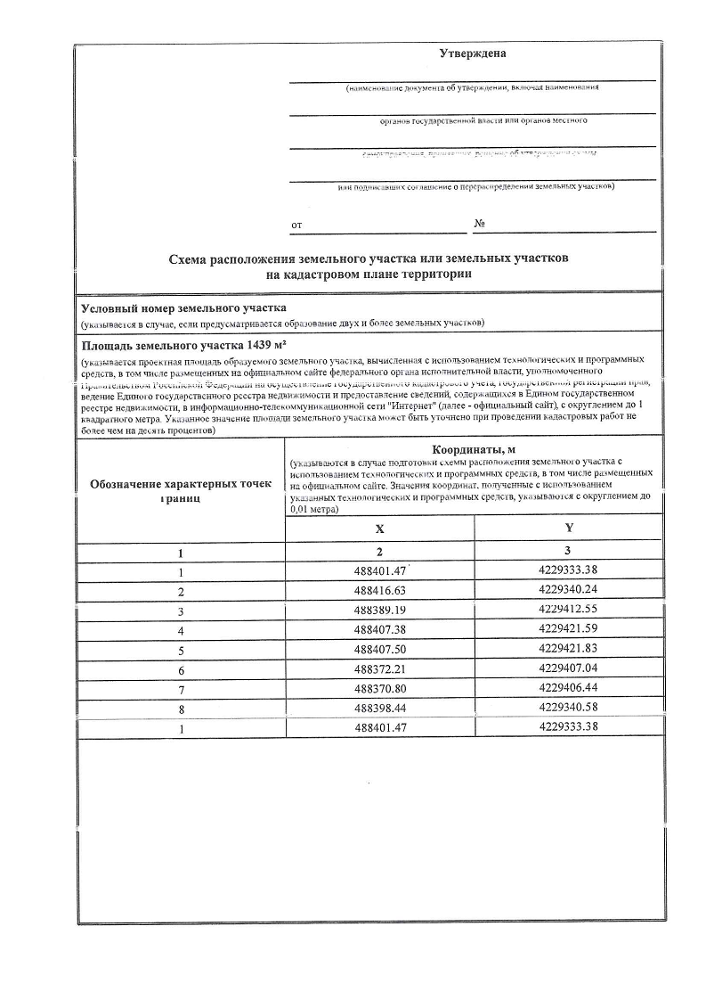 Утверждена
(наименование документа об утверждении, включая наименования
органов государственной власти или органов местного
самоуправления, принявших решение об утверждении схемы
или подписавших соглашение о перераспределении земельных участков)
от № 
Схема расположения земельного участка или земельных участков
на кадастровом плане территории
Условный номер земельного участка
(указывается в случае, если предусматривается образование двух и более земельных участков)
Площадь земельного участка 1439 м²
(указывается проектная площадь образуемого земельного участка, вычисленная с использованием технологических и программных
средств, в том числе размещенных на официальном сайте федерального органа исполнительной власти, уполномоченного
Правительством Российской Федерации на осуществление государственного кадастрового учета, государственной регистрации прав,
ведение Единого государственного реестра недвижимости и предоставление сведений, содержащихся в Едином государственном
реестре недвижимости, в информационно-телекоммуникационной сети "Интернет" (далее - официальный сайт), с округлением до 1
квадратного метра. Указанное значение площади земельного участка может быть уточнено при проведении кадастровых работ не
более чем на десять процентов)
Обозначение характерных точек
границ
Координаты, м
(указываются в случае подготовки схемы расположения земельного участка с
использованием технологических и программных средств, в том числе размещенных
на официальном сайте. Значения координат, полученные с использованием
указанных технологических и программных средств, указываются с округлением до
0,01 метра)
X Y
1 2 3
1 488401.47 4229333.38
2 488416.63 4229340.24
3 488389.19 4229412.55
4 488407.38 4229421.59
5 488407.50 4229421.83
6 488372.21 4229407.04
7 488370.80 4229406.44
8 488398.44 4229340.58
1 488401.47 4229333.38